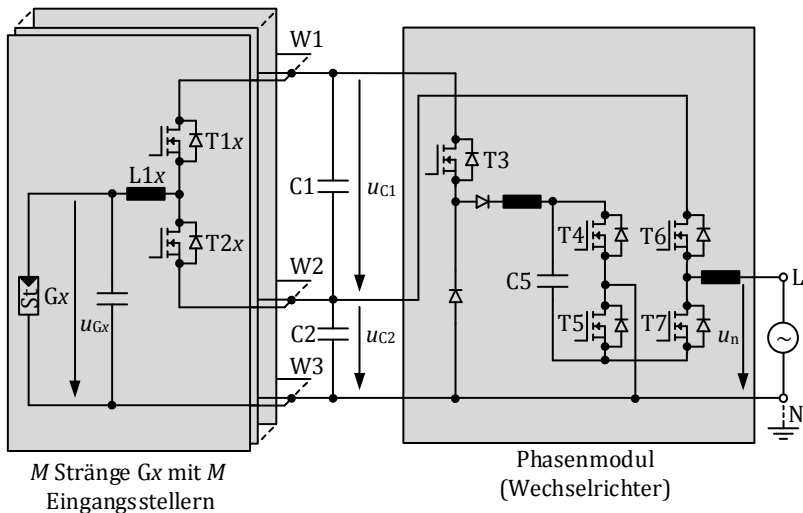 W1
T1x
L1x
T2x
St
Gx
uGx
W2
W3
C1
uC1
C2
uC2
T3
T4
T6
C5
T5
T7
un
L
~
N
M Stränge Gx mit M
Eingangsstellern
Phasenmodul
(Wechselrichter)